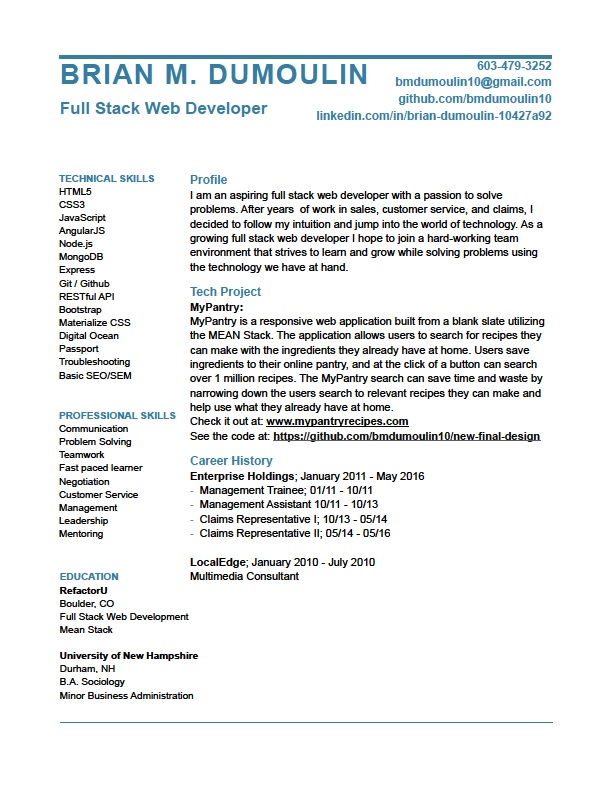 BRIAN M. DUMOULIN
Full Stack Web Developer
603-479-3252
bmdumoulin10@gmail.com
github.com/bmdumoulin10
linkedin.com/in/brian-dumoulin-10427a92
TECHNICAL SKILLS
HTML5
CSS3
JavaScript
AngularJS
Node.js
MongoDB
Express
Git / Github
RESTful API
Bootstrap
Materialize CSS
Digital Ocean
Passport
Troubleshooting
Basic SEO/SEM
PROFESSIONAL SKILLS
Communication
Problem Solving
Teamwork
Fast paced learner
Negotiation
Customer Service
Management
Leadership
Mentoring
EDUCATION
RefactorU
Boulder, CO
Full Stack Web Development
Mean Stack
University of New Hampshire
Durham, NH
B.A. Sociology
Minor Business Administration
Profile
I am an aspiring full stack web developer with a passion to solve
problems. After years of work in sales, customer service, and claims, I
decided to follow my intuition and jump into the world of technology. As a
growing full stack web developer I hope to join a hard-working team
environment that strives to learn and grow while solving problems using
the technology we have at hand.
Tech Project
MyPantry:
MyPantry is a responsive web application built from a blank slate utilizing
the MEAN Stack. The application allows users to search for recipes they
can make with the ingredients they already have at home. Users save
ingredients to their online pantry, and at the click of a button can search
over 1 million recipes. The MyPantry search can save time and waste by
narrowing down the users search to relevant recipes they can make and
help use what they already have at home.
Check it out at: www.mypantryrecipes.com
See the code at: https://github.com/bmdumoulin10/new-final-design
Career History
Enterprise Holdings; January 2011 - May 2016
- Management Trainee; 01/11 - 10/11
- Management Assistant 10/11 - 10/13
- Claims Representative I; 10/13 - 05/14
- Claims Representative II; 05/14 - 05/16
LocalEdge; January 2010 - July 2010
Multimedia Consultant